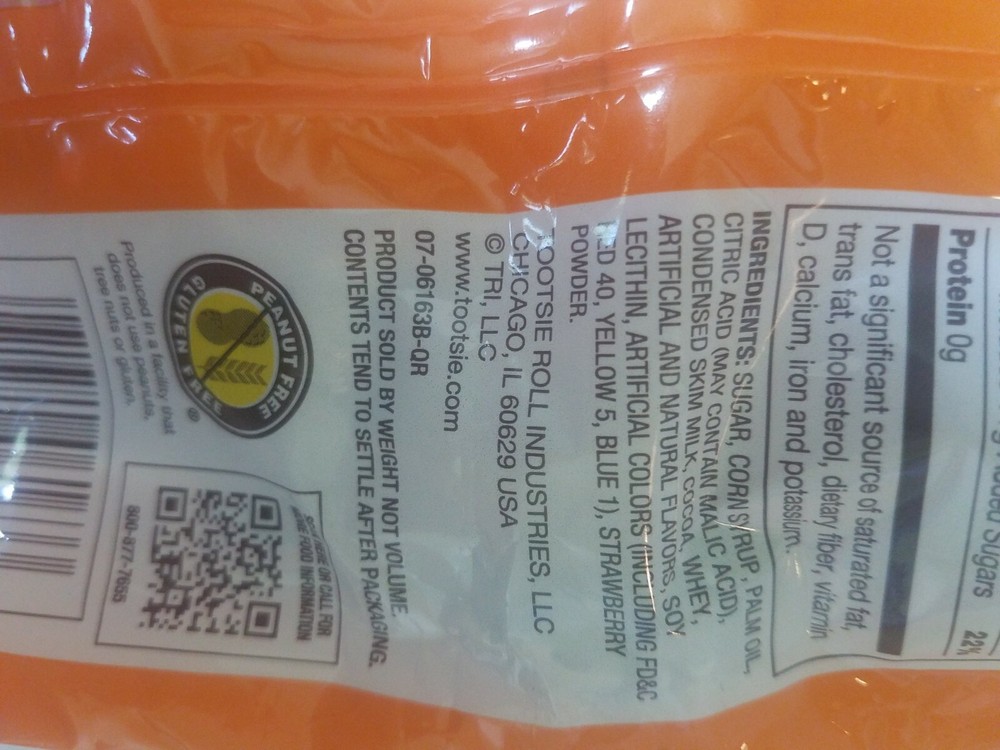 Sugars
22%
Protein 0g
Not a significant source of saturated fat,
trans fat, cholesterol, dietary fiber, vitamin
D, calcium, iron and potassium.
INGREDIENTS: SUGAR, CORN SYRUP, PALM OIL,
CITRIC ACID (MAY CONTAIN MALIC ACID),
CONDENSED SKIM MILK, COCOA, WHEY,
ARTIFICIAL AND NATURAL FLAVORS, SOY
LECITHIN, ARTIFICIAL COLORS (INCLUDING FD&C
RED 40, YELLOW 5, BLUE 1), STRAWBERRY
POWDER.
TOOTSIE ROLL INDUSTRIES, LLC
CHICAGO, IL 60629 USA
© TRI, LLC
www.tootsie.com
07-06163B-QR
PRODUCT SOLD BY WEIGHT NOT VOLUME.
CONTENTS TEND TO SETTLE AFTER PACKAGING.
PEANUT FREE
GLUTEN FREE
®
Produced in a facility that
does not use peanuts,
tree nuts or gluten.
HERE OR CALL FOR
MORE FOOD INFORMATION
800-877-7655